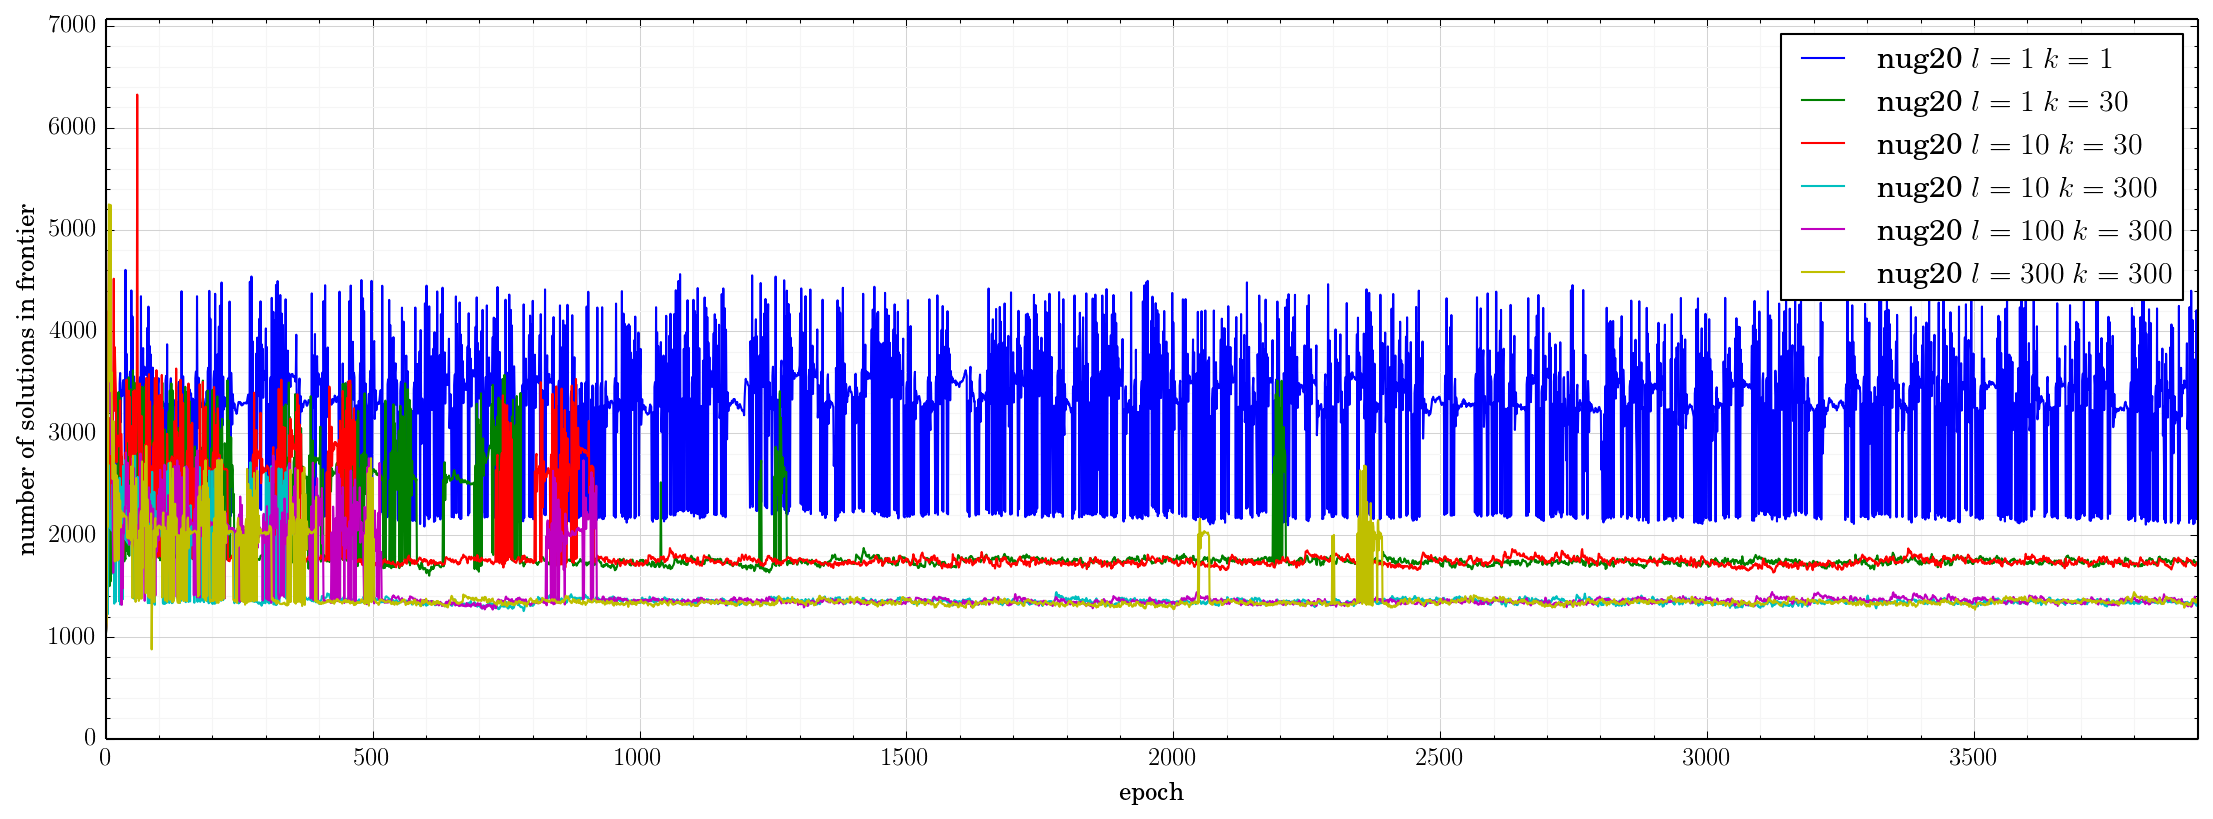 7000
6000
5000
4000
3000
2000
1000
0
number of solutions in frontier
0 500 1000 1500 2000 2500 3000 3500
epoch
nug20 l = 1 k = 1
nug20 l = 1 k = 30
nug20 l = 10 k = 30
nug20 l = 10 k = 300
nug20 l = 100 k = 300
nug20 l = 300 k = 300